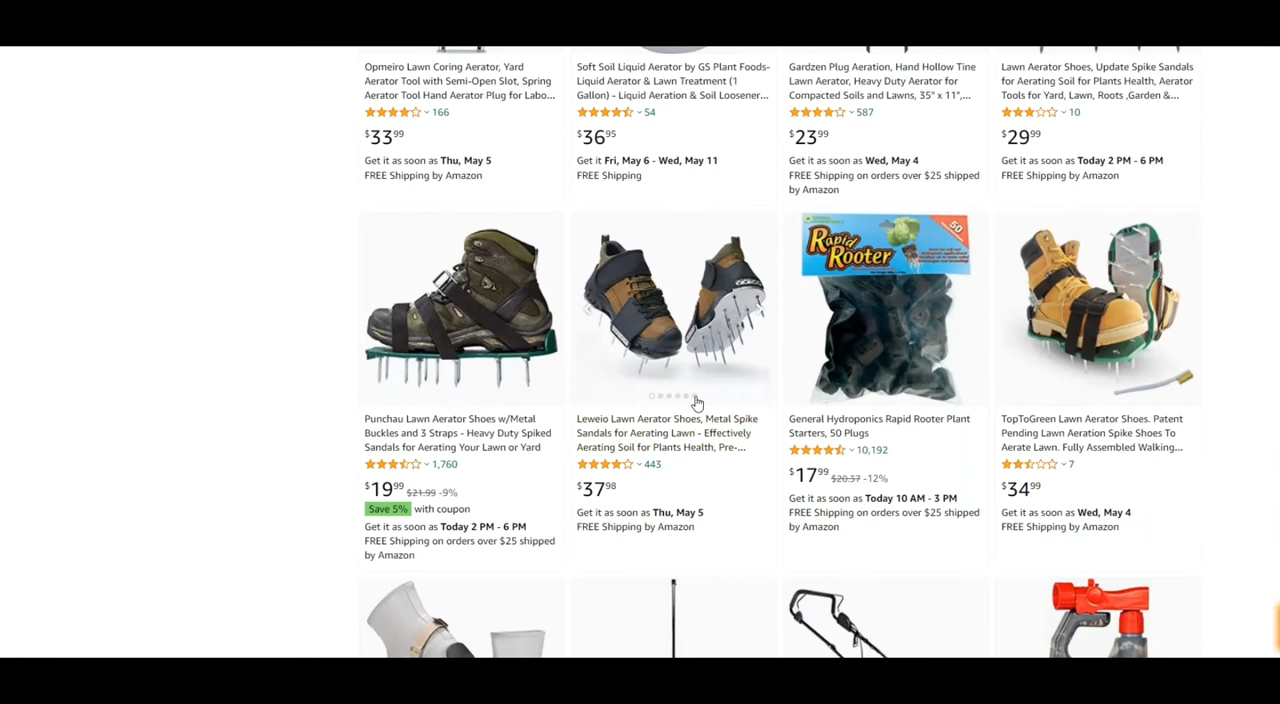 Opmeiro Lawn Coring Aerator, Yard
Aerator Tool with Semi-Open Slot, Spring
Aerator Tool Hand Aerator Plug for Labo...
166
$33 99
Get it as soon as Thu, May 5
FREE Shipping by Amazon
Soft Soil Liquid Aerator by GS Plant Foods-
Liquid Aerator & Lawn Treatment (1
Gallon) - Liquid Aeration & Soil Loosener...
54
$36 95
Get it Fri, May 6 - Wed, May 11
FREE Shipping
Gardzen Plug Aeration, Hand Hollow Tine
Lawn Aerator, Heavy Duty Aerator for
Compacted Soils and Lawns, 35" x 11",...
587
$23 99
Get it as soon as Wed, May 4
FREE Shipping on orders over $25 shipped
by Amazon
Lawn Aerator Shoes, Update Spike Sandals
for Aerating Soil for Plants Health, Aerator
Tools for Yard, Lawn, Roots ,Garden &...
10
$29 99
Get it as soon as Today 2 PM - 6 PM
FREE Shipping by Amazon
Punchau Lawn Aerator Shoes w/Metal
Buckles and 3 Straps - Heavy Duty Spiked
Sandals for Aerating Your Lawn or Yard
1,760
$19 99 $21.99 -9%
Save 5% with coupon
Get it as soon as Today 2 PM - 6 PM
FREE Shipping on orders over $25 shipped
by Amazon
Leweio Lawn Aerator Shoes, Metal Spike
Sandals for Aerating Lawn - Effectively
Aerating Soil for Plants Health, Pre-...
443
$37 98
Get it as soon as Thu, May 5
FREE Shipping by Amazon
50
Rapid
Rooter
General Hydroponics Rapid Rooter Plant
Starters, 50 Plugs
10,192
$17 99 $20.37 -12%
Get it as soon as Today 10 AM - 3 PM
FREE Shipping on orders over $25 shipped
by Amazon
TopToGreen Lawn Aerator Shoes. Patent
Pending Lawn Aeration Spike Shoes To
Aerate Lawn. Fully Assembled Walking...
7
$34 99
Get it as soon as Wed, May 4
FREE Shipping by Amazon